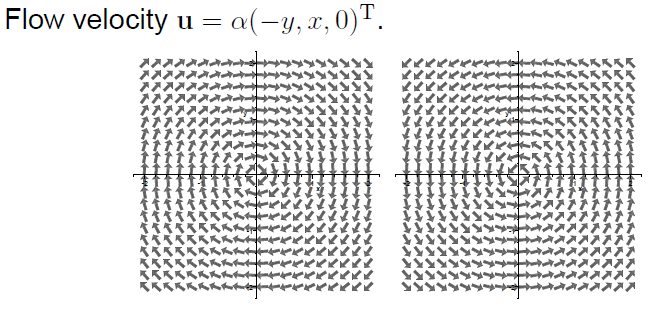 Flow velocity u = α(−y, x, 0)ᵀ.